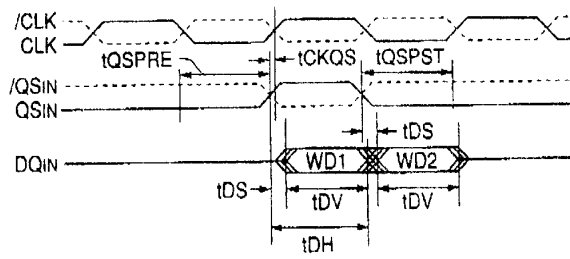 /CLK
CLK
tQSPRE
tCKQS
tQSPST
/QSIN
QSIN
tDS
DQIN
WD1
WD2
tDS
tDV
tDV
tDH